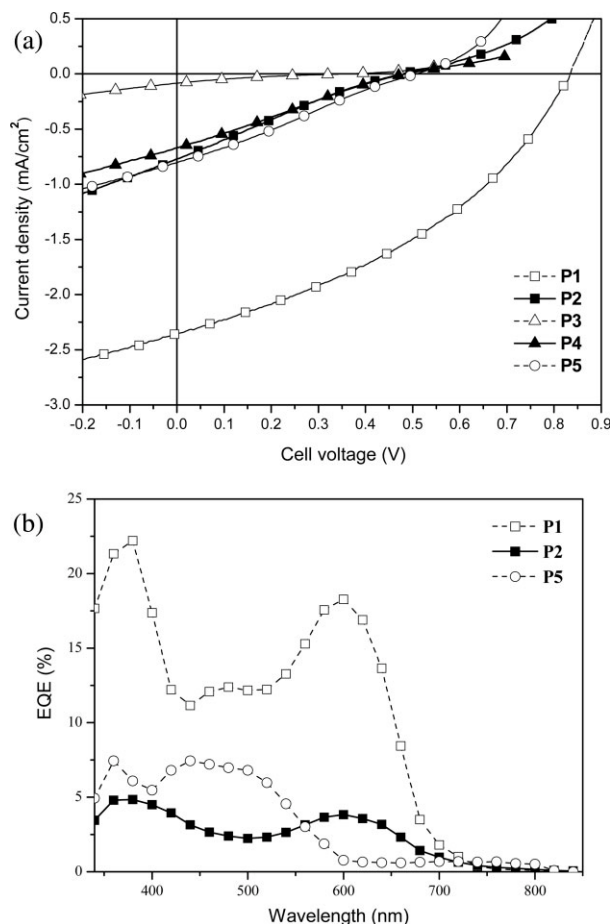 (a)
0.5
0.0
-0.5
-1.0
-1.5
-2.0
-2.5
-3.0
Current density (mA/cm²)
P1
P2
P3
P4
P5
-0.2 -0.1 0.0 0.1 0.2 0.3 0.4 0.5 0.6 0.7 0.8 0.9
Cell voltage (V)
(b)
25
20
15
10
5
0
EQE (%)
P1
P2
P5
400 500 600 700 800
Wavelength (nm)